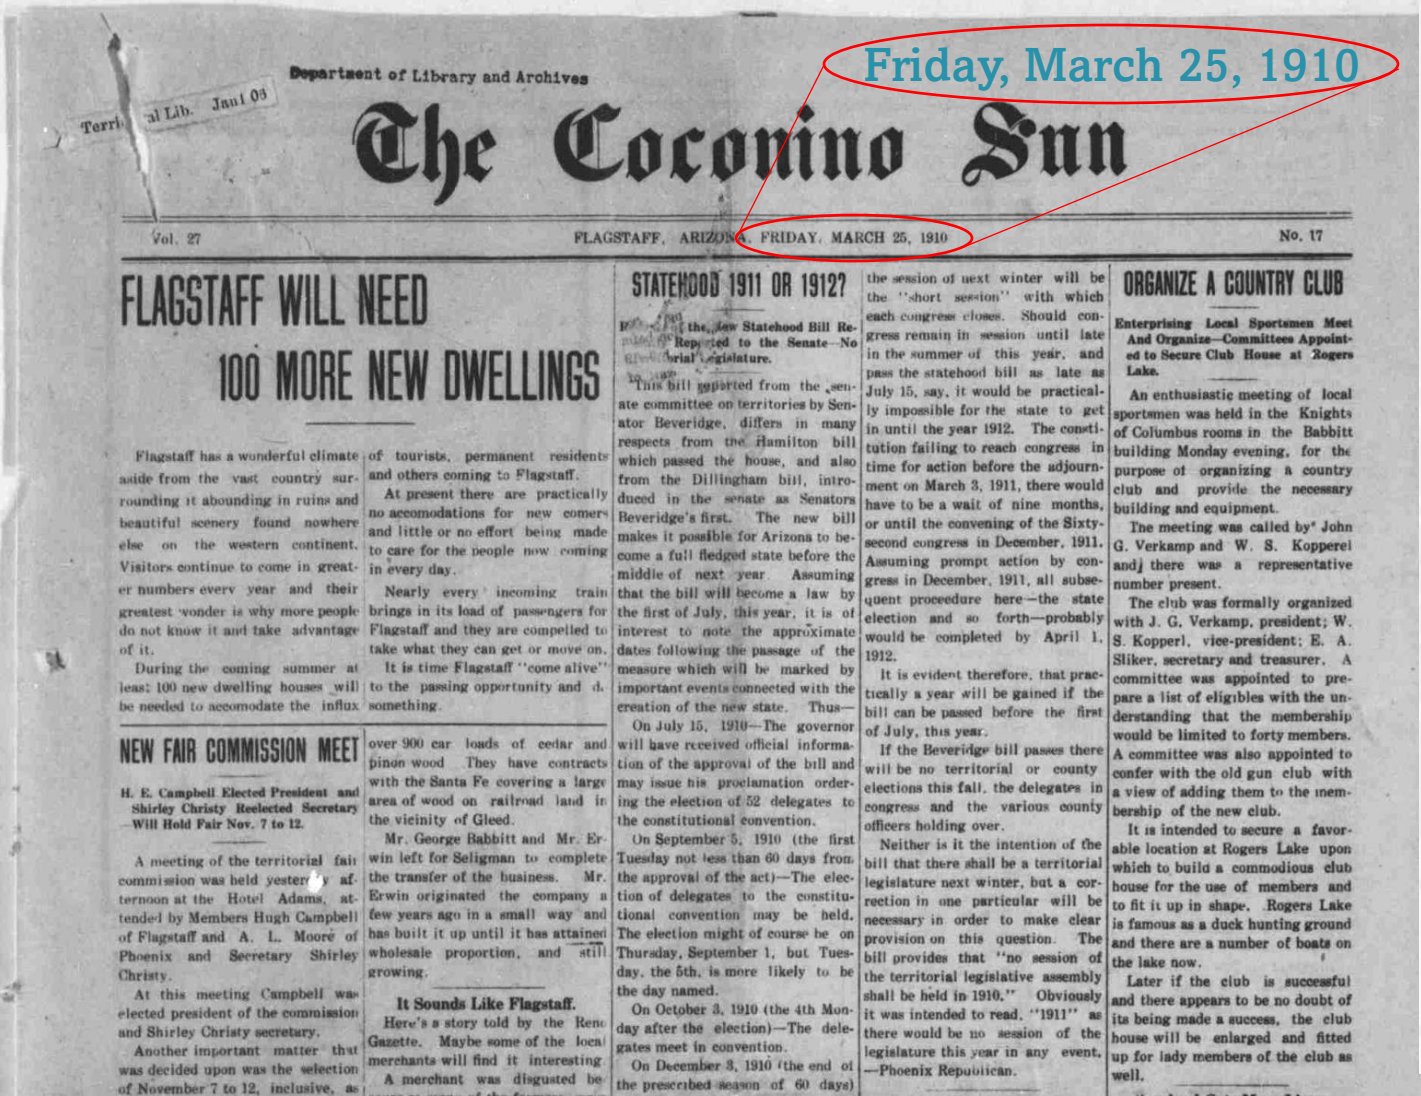 Friday, March 25, 1910
Department of Library and Archives
al Lib. Jan 1 08
The Coconino Sun
Vol. 27
FLAGSTAFF, ARIZONA, FRIDAY, MARCH 25, 1910
No. 17
FLAGSTAFF WILL NEED
100 MORE NEW DWELLINGS
Flagstaff has a wonderful climate
aside from the vast country sur-
rounding it abounding in ruins and
beautiful scenery found nowhere
else on the western continent.
Visitors continue to come in great-
er numbers every year and their
greatest wonder is why more people
do not know it and take advantage
of it.
During the coming summer at
least 100 new dwelling houses will
be needed to accomodate the influx
of tourists, permanent residents
and others coming to Flagstaff.
At present there are practically
no accomodations for new comers
and little or no effort being made
to care for the people now coming
in every day.
Nearly every incoming train
brings in its load of passengers for
Flagstaff and they are compelled to
take what they can get or move on.
It is time Flagstaff "come alive"
to the passing opportunity and d.
something.
NEW FAIR COMMISSION MEET
H. E. Campbell Elected President and
Shirley Christy Reelected Secretary
—Will Hold Fair Nov. 7 to 12.
A meeting of the territorial fair
commission was held yesterday af-
ternoon at the Hotel Adams, at-
tended by Members Hugh Campbell
of Flagstaff and A. L. Moore of
Phoenix and Secretary Shirley
Christy.
At this meeting Campbell was
elected president of the commission
and Shirley Christy secretary.
Another important matter that
was decided upon was the selection
of November 7 to 12, inclusive, as
over 900 car loads of cedar and
pinon wood They have contracts
with the Santa Fe covering a large
area of wood on railroad land in
the vicinity of Gleed.
Mr. George Babbitt and Mr. Er-
win left for Seligman to complete
the transfer of the business. Mr.
Erwin originated the company a
few years ago in a small way and
has built it up until it has attained
wholesale proportion, and still
growing.
It Sounds Like Flagstaff.
Here's a story told by the Reno
Gazette. Maybe some of the local
merchants will find it interesting
A merchant was disgusted be
STATEHOOD 1911 OR 1912?
the New Statehood Bill Re-
Reported to the Senate—No
Legislature.
This bill reported from the sen-
ate committee on territories by Sen-
ator Beveridge, differs in many
respects from the Hamilton bill
which passed the house, and also
from the Dillingham bill, intro-
duced in the senate as Senators
Beveridge's first. The new bill
makes it possible for Arizona to be-
come a full fledged state before the
middle of next year. Assuming
that the bill will become a law by
the first of July, this year, it is of
interest to note the approximate
dates following the passage of the
measure which will be marked by
important events connected with the
creation of the new state. Thus—
On July 15, 1910—The governor
will have received official informa-
tion of the approval of the bill and
may issue his proclamation order-
ing the election of 52 delegates to
the constitutional convention.
On September 5, 1910 (the first
Tuesday not less than 60 days from
the approval of the act)—The elec-
tion of delegates to the constitu-
tional convention may be held.
The election might of course be on
Thursday, September 1, but Tues-
day, the 5th, is more likely to be
the day named.
On October 3, 1910 (the 4th Mon-
day after the election)—The dele-
gates meet in convention.
On December 3, 1910 (the end of
the prescribed season of 60 days)
the session of next winter will be
the "short session" with which
each congress closes. Should con-
gress remain in session until late
in the summer of this year, and
pass the statehood bill as late as
July 15, say, it would be practical-
ly impossible for the state to get
in until the year 1912. The consti-
tution failing to reach congress in
time for action before the adjourn-
ment on March 3, 1911, there would
have to be a wait of nine months,
or until the convening of the Sixty-
second congress in December, 1911.
Assuming prompt action by con-
gress in December, 1911, all subse-
quent proceedure here—the state
election and so forth—probably
would be completed by April 1,
1912.
It is evident therefore, that prac-
tically a year will be gained if the
bill can be passed before the first
of July, this year.
If the Beveridge bill passes there
will be no territorial or county
elections this fall, the delegates in
congress and the various county
officers holding over.
Neither is it the intention of the
bill that there shall be a territorial
legislature next winter, but a cor-
rection in one particular will be
necessary in order to make clear
provision on this question. The
bill provides that "no session of
the territorial legislative assembly
shall be held in 1910." Obviously
it was intended to read, "1911" as
there would be no session of the
legislature this year in any event.
—Phoenix Republican.
ORGANIZE A COUNTRY CLUB
Enterprising Local Sportsmen Meet
And Organize—Committees Appoint-
ed to Secure Club House at Rogers
Lake.
An enthusiastic meeting of local
sportsmen was held in the Knights
of Columbus rooms in the Babbitt
building Monday evening, for the
purpose of organizing a country
club and provide the necessary
building and equipment.
The meeting was called by John
G. Verkamp and W. S. Kopperel
and there was a representative
number present.
The club was formally organized
with J. G. Verkamp, president; W.
S. Kopperl, vice-president; E. A.
Sliker, secretary and treasurer. A
committee was appointed to pre-
pare a list of eligibles with the un-
derstanding that the membership
would be limited to forty members.
A committee was also appointed to
confer with the old gun club with
a view of adding them to the mem-
bership of the new club.
It is intended to secure a favor-
able location at Rogers Lake upon
which to build a commodious club
house for the use of members and
to fit it up in shape. Rogers Lake
is famous as a duck hunting ground
and there are a number of boats on
the lake now.
Later if the club is successful
and there appears to be no doubt of
its being made a success, the club
house will be enlarged and fitted
up for lady members of the club as
well.